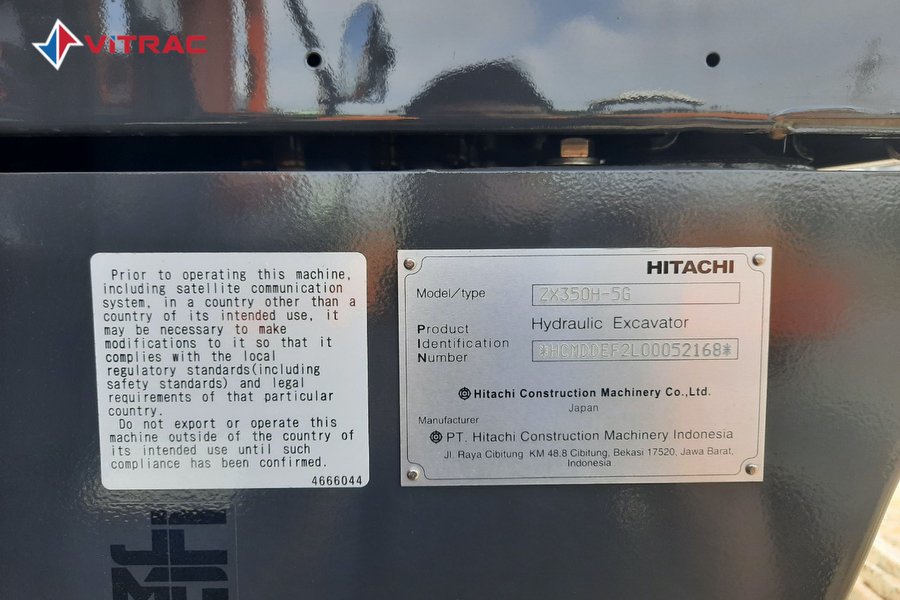 ViTRAC
Prior to operating this machine,
including satellite communication
system, in a country other than a
country of its intended use, it
may be necessary to make
modifications to it so that it
complies with the local
regulatory standards(including
safety standards) and legal
requirements of that particular
country.
Do not export or operate this
machine outside of the country of
its intended use until such
compliance has been confirmed.
4666044
HITACHI
Model/type ZX350H-5G
Hydraulic Excavator
Product
Identification
Number *HCMDDEF2L00052168*
Hitachi Construction Machinery Co.,Ltd.
Japan
Manufacturer
PT. Hitachi Construction Machinery Indonesia
Jl. Raya Cibitung KM 48.8 Cibitung, Bekasi 17520, Jawa Barat,
Indonesia